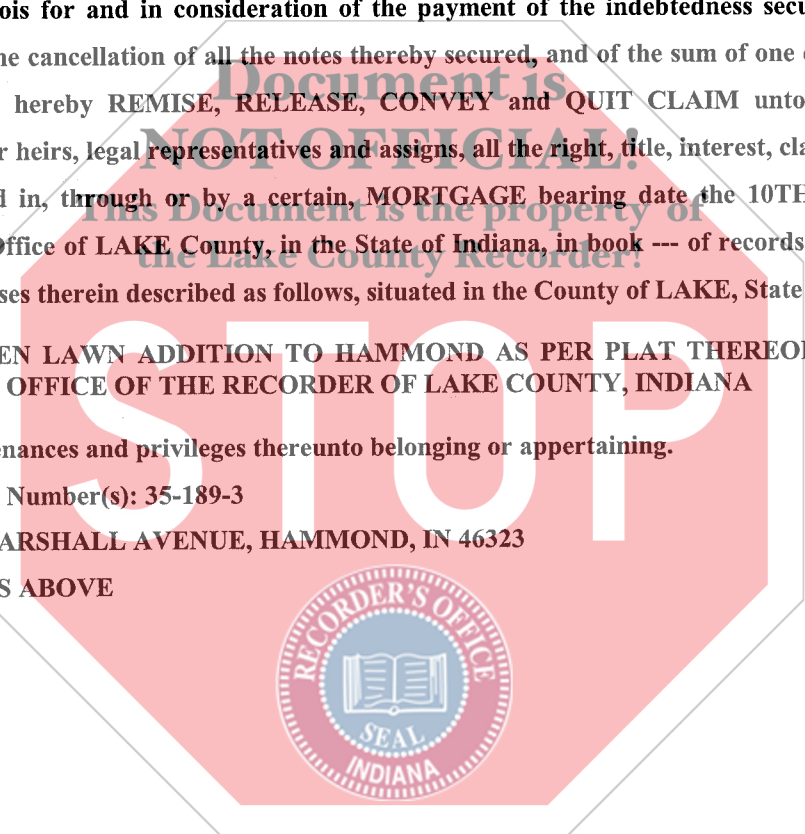 ois for and in consideration of the payment of the indebtedness secu
ne cancellation of all the notes thereby secured, and of the sum of one
Document is
hereby REMISE, RELEASE, CONVEY and QUIT CLAIM unto
NOT OFFICIAL!
r heirs, legal representatives and assigns, all the right, title, interest, cla
d in, through or by a certain, MORTGAGE bearing date the 10TH
This Document is the property of
Office of LAKE County, in the State of Indiana, in book --- of records
the Lake County Recorder!
ses therein described as follows, situated in the County of LAKE, State
EN LAWN ADDITION TO HAMMOND AS PER PLAT THEREOF
OFFICE OF THE RECORDER OF LAKE COUNTY, INDIANA
STOP
enances and privileges thereunto belonging or appertaining.
Number(s): 35-189-3
ARSHALL AVENUE, HAMMOND, IN 46323
S ABOVE
RECORDER'S OFFICE
SEAL
INDIANA